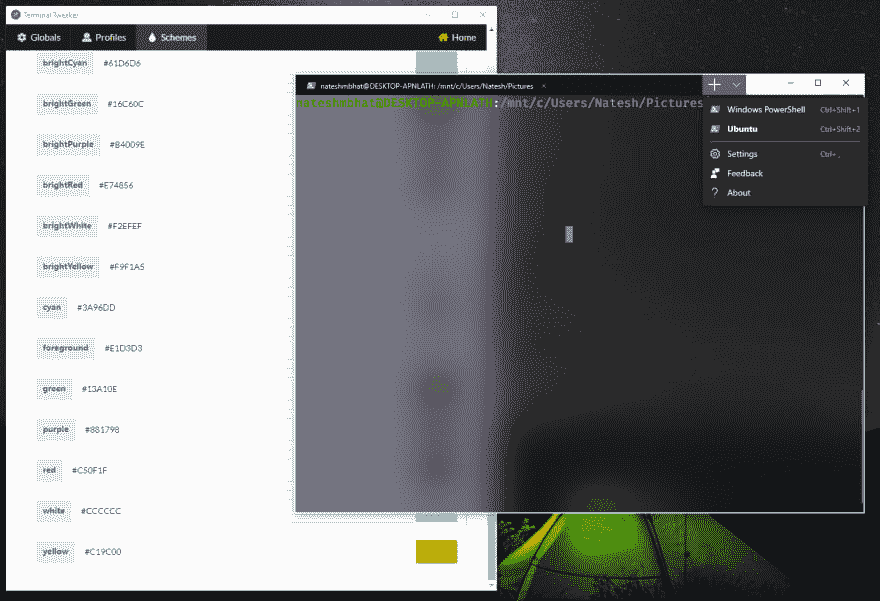 Terminal Tweaker
Globals
Profiles
Schemes
Home
brightCyan #61D6D6
brightGreen #16C60C
brightPurple #B4009E
brightRed #E74856
brightWhite #F2EFEF
brightYellow #F9F1A5
cyan #3A96DD
foreground #E1D3D3
green #13A10E
purple #881798
red #C50F1F
white #CCCCCC
yellow #C19C00
nateshmbhat@DESKTOP-APNLATH: /mnt/c/Users/Natesh/Pictures
nateshmbhat@DESKTOP-APNLATH:/mnt/c/Users/Natesh/Pictures
Windows PowerShell Ctrl+Shift+1
Ubuntu Ctrl+Shift+2
Settings Ctrl+,
Feedback
About